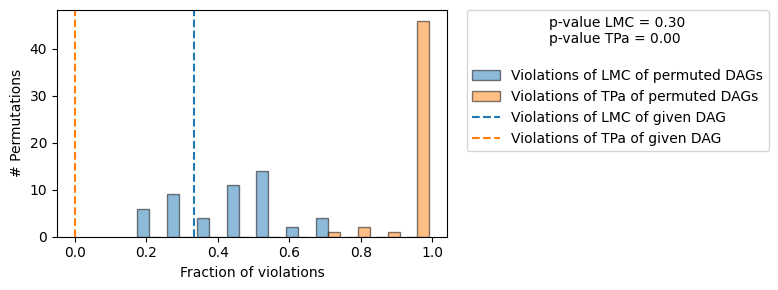 # Permutations
40
30
20
10
0
0.0 0.2 0.4 0.6 0.8 1.0
Fraction of violations
p-value LMC = 0.30
p-value TPa = 0.00
Violations of LMC of permuted DAGs
Violations of TPa of permuted DAGs
Violations of LMC of given DAG
Violations of TPa of given DAG